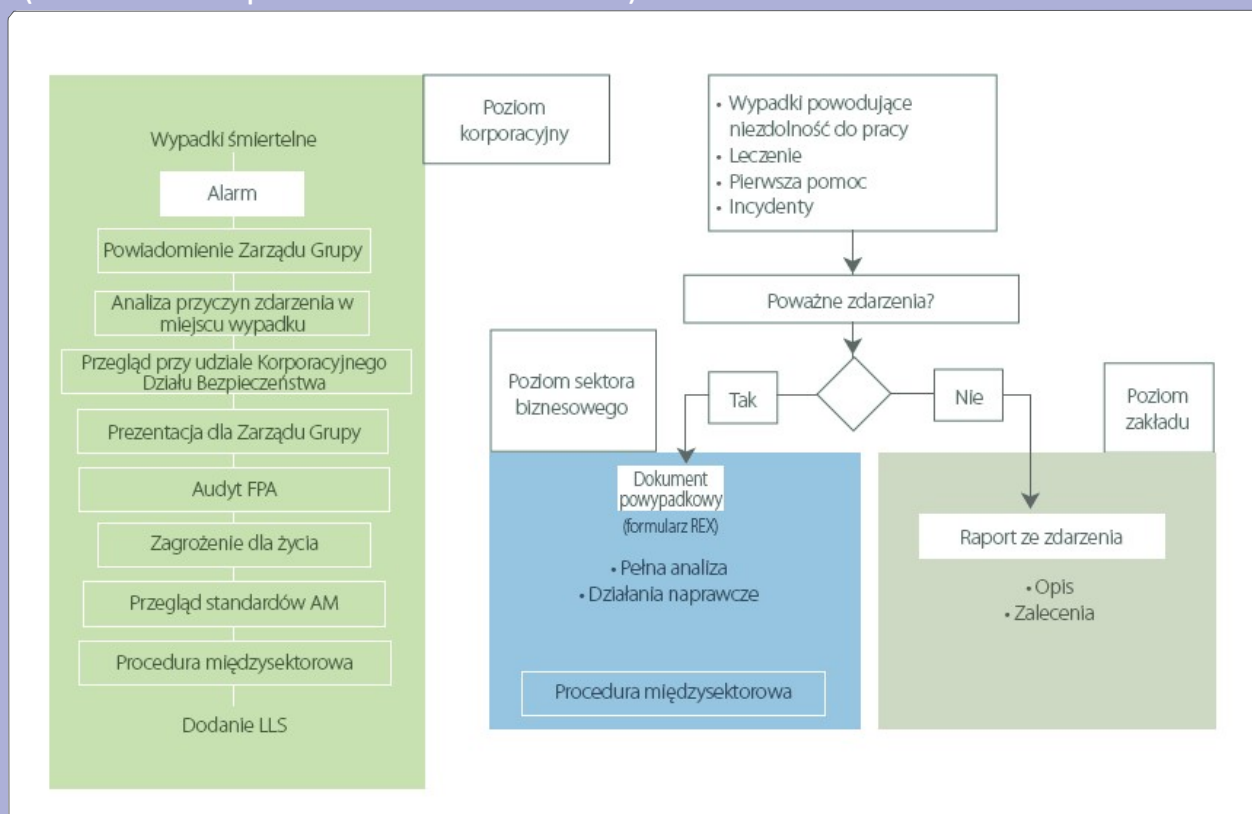 Wypadki śmiertelne
Alarm
Powiadomienie Zarządu Grupy
Analiza przyczyn zdarzenia w
miejscu wypadku
Przegląd przy udziale Korporacyjnego
Działu Bezpieczeństwa
Prezentacja dla Zarządu Grupy
Audyt FPA
Zagrożenie dla życia
Przegląd standardów AM
Procedura międzysektorowa
Dodanie LLS
Poziom
korporacyjny
• Wypadki powodujące
niezdolność do pracy
• Leczenie
• Pierwsza pomoc
• Incydenty
Poważne zdarzenia?
Poziom sektora
biznesowego
Tak
Nie
Poziom
zakładu
Dokument
powypadkowy
(formularz REX)
• Pełna analiza
• Działania naprawcze
Procedura międzysektorowa
Raport ze zdarzenia
• Opis
• Zalecenia